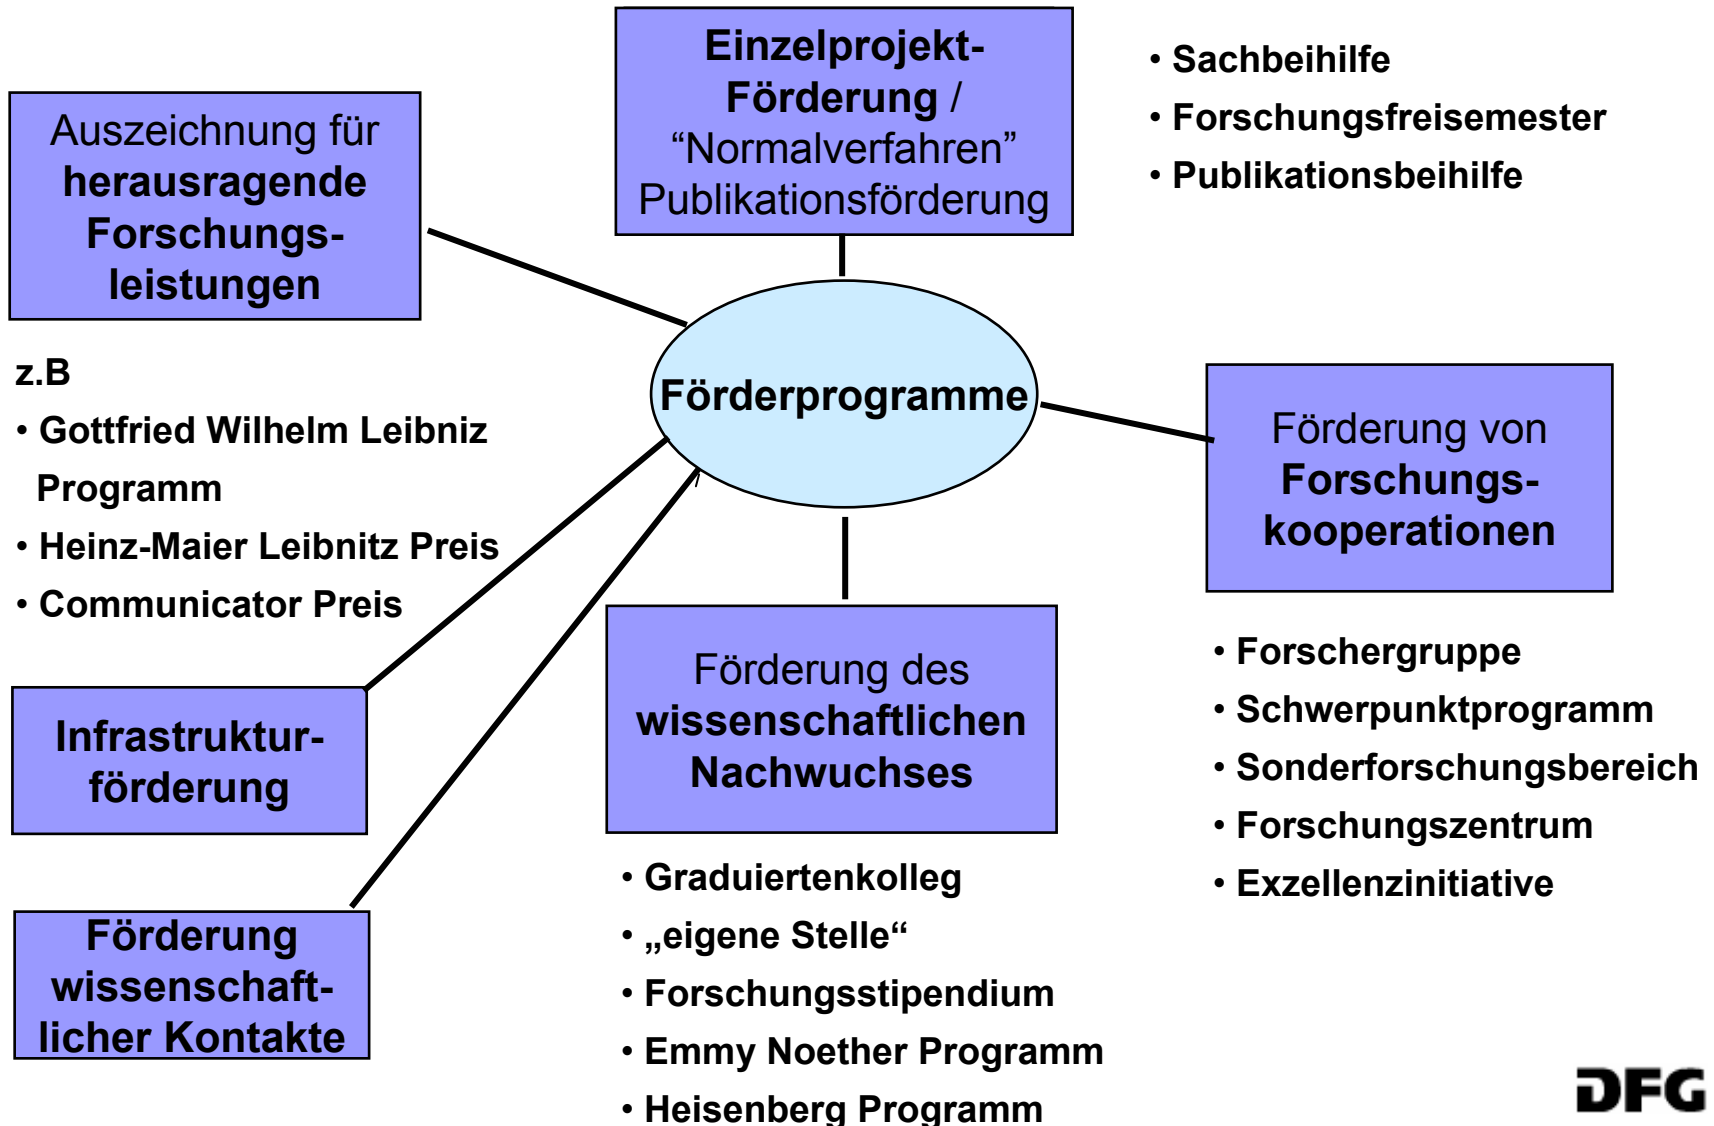 Einzelprojekt-
Förderung /
“Normalverfahren”
Publikationsförderung
• Sachbeihilfe
• Forschungsfreisemester
• Publikationsbeihilfe
Auszeichnung für
herausragende
Forschungs-
leistungen
z.B
• Gottfried Wilhelm Leibniz
Programm
• Heinz-Maier Leibnitz Preis
• Communicator Preis
Förderprogramme
Förderung von
Forschungs-
kooperationen
• Forschergruppe
• Schwerpunktprogramm
• Sonderforschungsbereich
• Forschungszentrum
• Exzellenzinitiative
Infrastruktur-
förderung
Förderung
wissenschaft-
licher Kontakte
Förderung des
wissenschaftlichen
Nachwuchses
• Graduiertenkolleg
• „eigene Stelle“
• Forschungsstipendium
• Emmy Noether Programm
• Heisenberg Programm
DFG